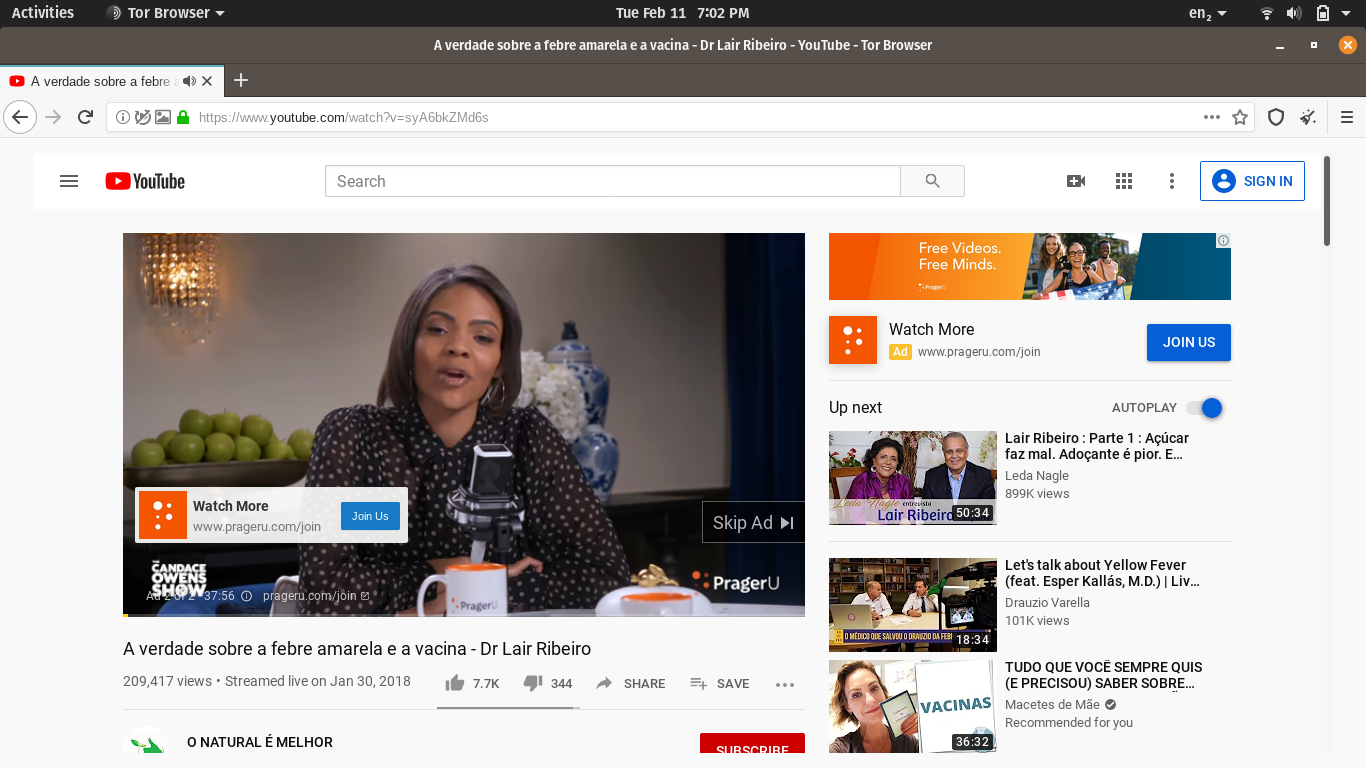 Activities
Tor Browser
Tue Feb 11 7:02 PM
en₂
A verdade sobre a febre amarela e a vacina - Dr Lair Ribeiro - YouTube - Tor Browser
A verdade sobre a febre a
https://www.youtube.com/watch?v=syA6bkZMd6s
YouTube
Search
SIGN IN
Free Videos.
Free Minds.
PragerU
Watch More
Ad www.prageru.com/join
JOIN US
Watch More
www.prageru.com/join
Join Us
Skip Ad
THE
CANDACE
OWENS
SHOW
Ad 2 of 2 · 37:56
prageru.com/join
PragerU
PragerU
Up next
AUTOPLAY
Leda Nagle entrevista
Lair Ribeiro
50:34
Lair Ribeiro : Parte 1 : Açúcar
faz mal. Adoçante é pior. E…
Leda Nagle
899K views
O MÉDICO QUE SALVOU O DRAUZIO DA FEB
18:34
Let's talk about Yellow Fever
(feat. Esper Kallás, M.D.) | Liv…
Drauzio Varella
101K views
VACINAS
36:32
TUDO QUE VOCÊ SEMPRE QUIS
(E PRECISOU) SABER SOBRE…
Macetes de Mãe
Recommended for you
A verdade sobre a febre amarela e a vacina - Dr Lair Ribeiro
209,417 views • Streamed live on Jan 30, 2018
7.7K
344
SHARE
SAVE
O NATURAL É MELHOR
SUBSCRIBE